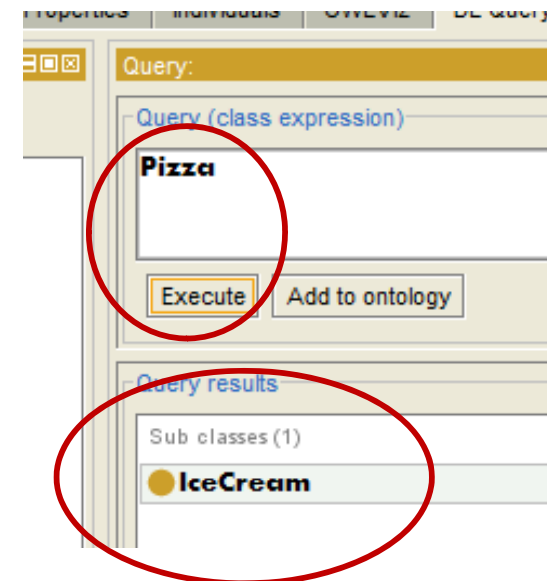 Properties Individuals OWLViz DL Query
Query:
Query (class expression)
Pizza
Execute Add to ontology
Query results
Sub classes (1)
IceCream